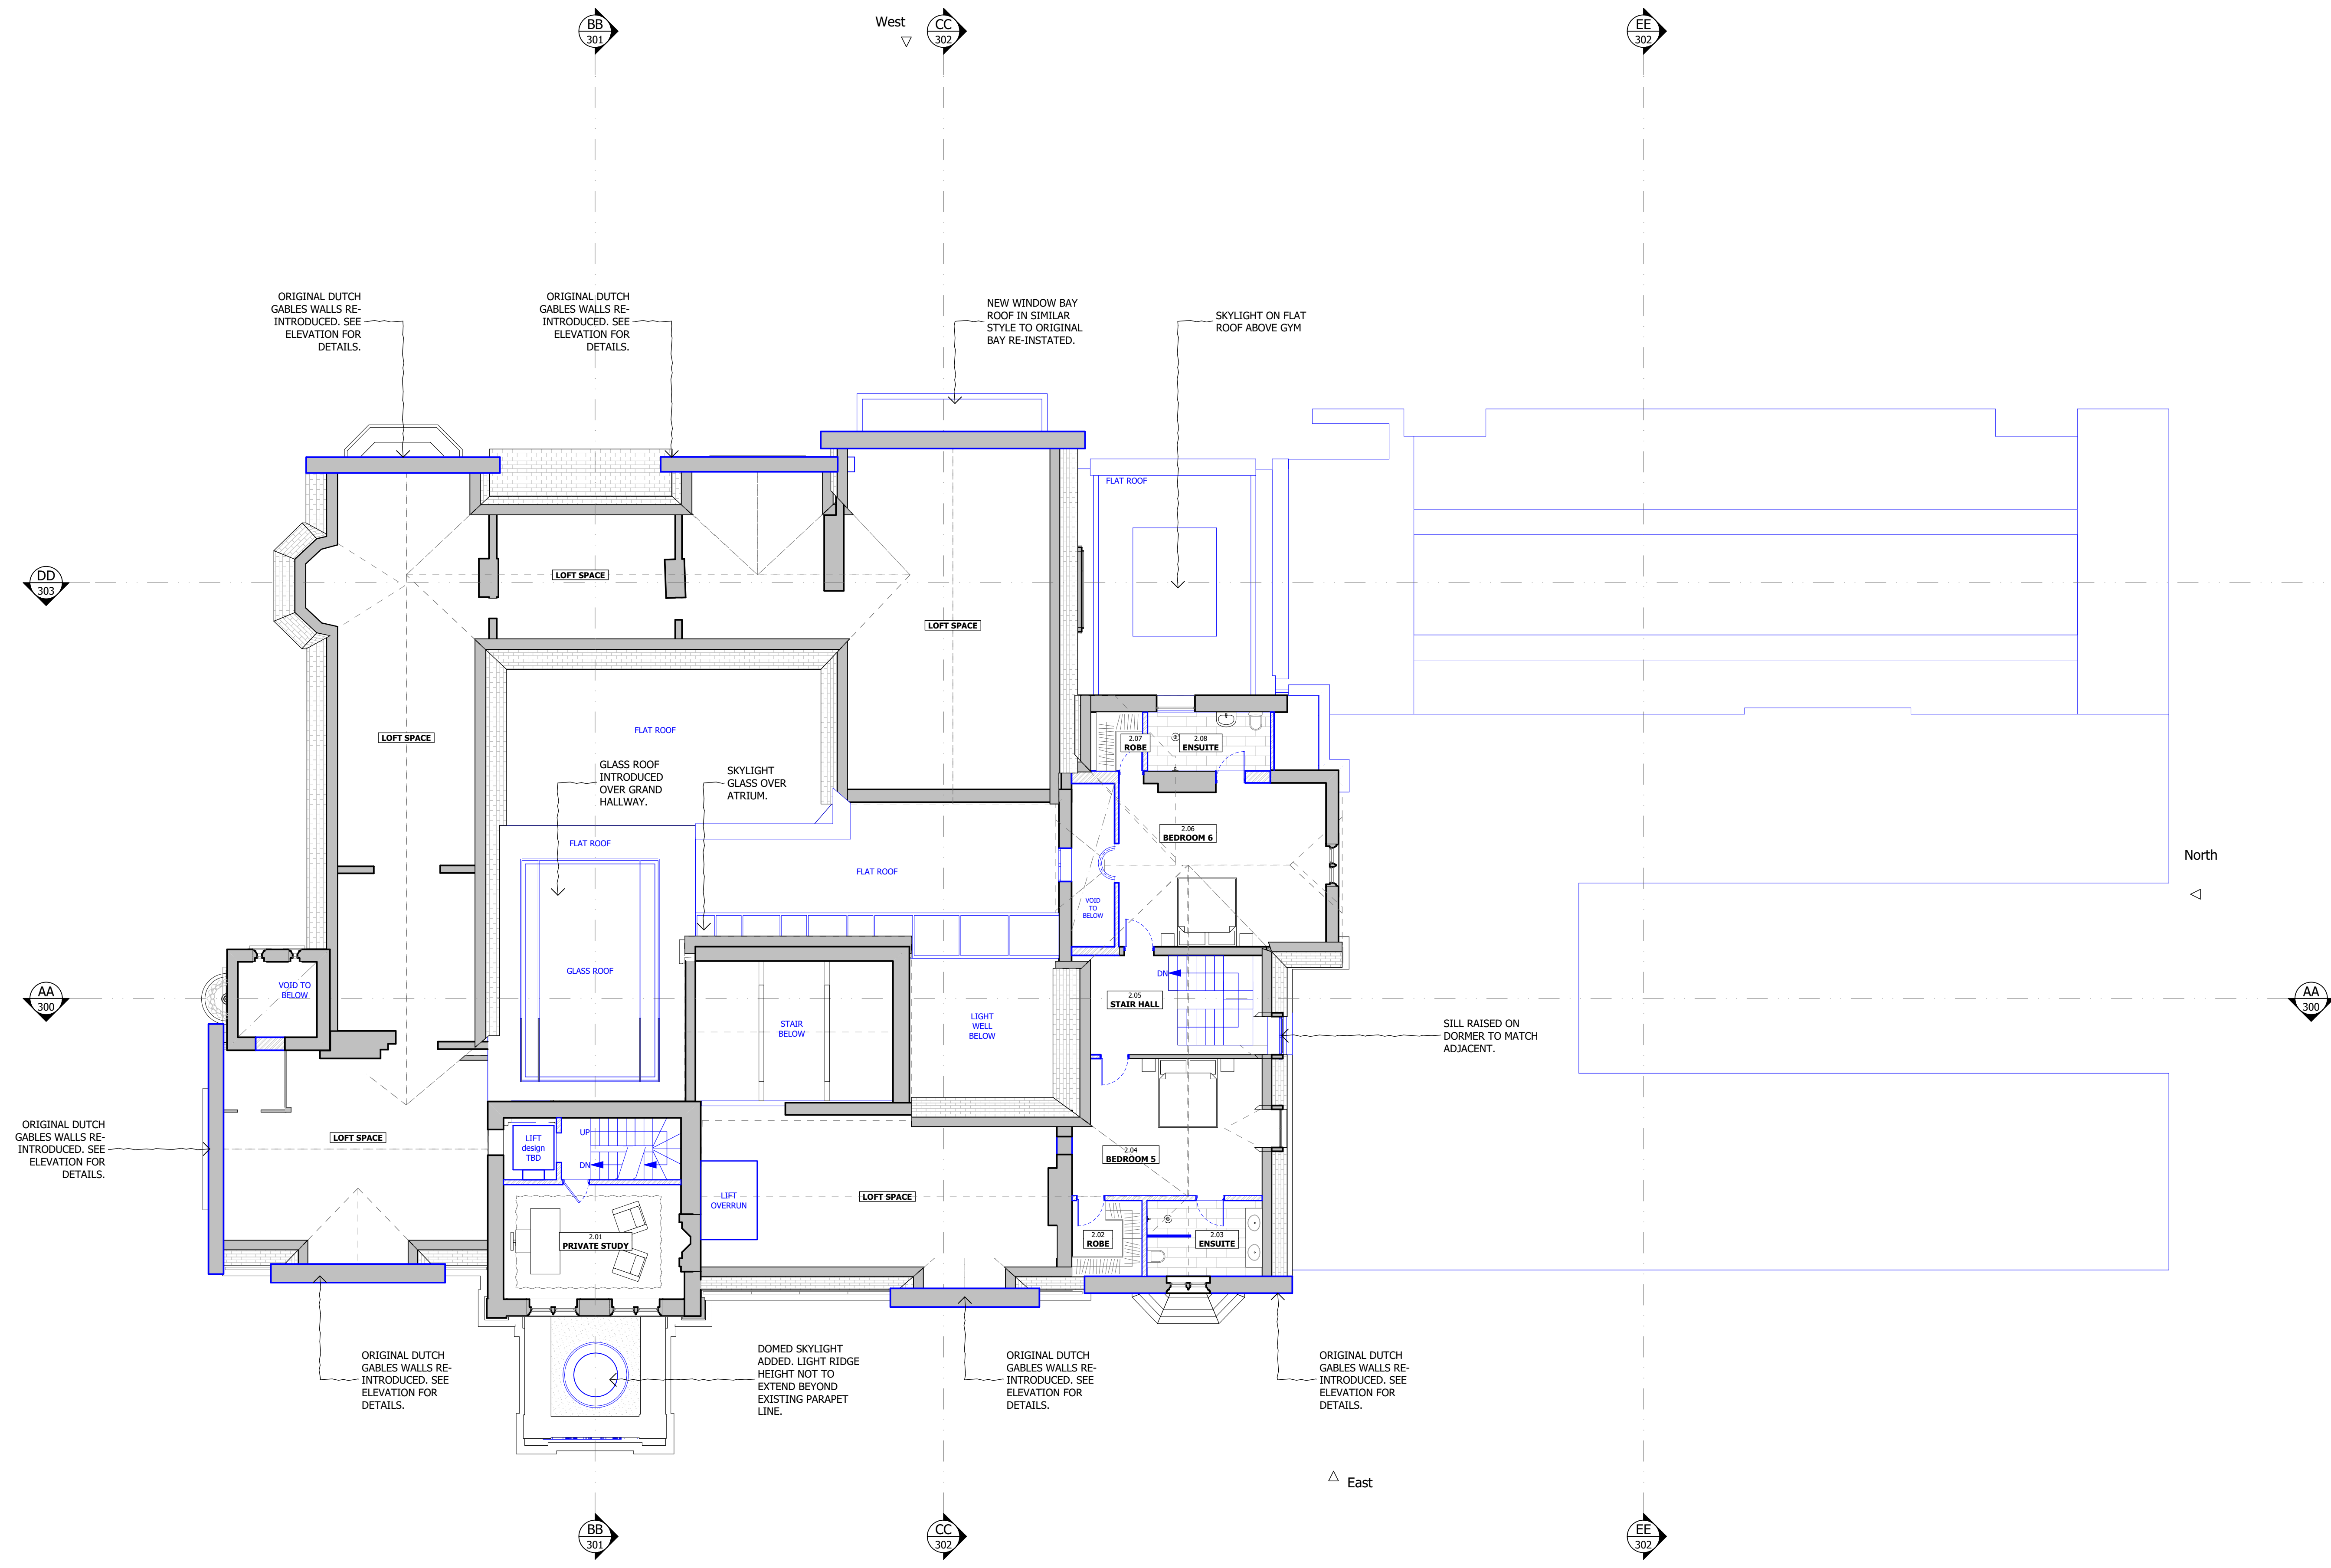 BB
301
West
CC
302
EE
302
ORIGINAL DUTCH
GABLES WALLS RE-
INTRODUCED. SEE
ELEVATION FOR
DETAILS.
ORIGINAL DUTCH
GABLES WALLS RE-
INTRODUCED. SEE
ELEVATION FOR
DETAILS.
NEW WINDOW BAY
ROOF IN SIMILAR
STYLE TO ORIGINAL
BAY RE-INSTATED.
SKYLIGHT ON FLAT
ROOF ABOVE GYM
FLAT ROOF
DD
303
LOFT SPACE
LOFT SPACE
LOFT SPACE
FLAT ROOF
GLASS ROOF
INTRODUCED
OVER GRAND
HALLWAY.
SKYLIGHT
GLASS OVER
ATRIUM.
2.07
ROBE
2.08
ENSUITE
2.06
BEDROOM 6
FLAT ROOF
FLAT ROOF
VOID
TO
BELOW
North
GLASS ROOF
VOID TO
BELOW
DN
2.05
STAIR HALL
AA
300
AA
300
STAIR
BELOW
LIGHT
WELL
BELOW
SILL RAISED ON
DORMER TO MATCH
ADJACENT.
ORIGINAL DUTCH
GABLES WALLS RE-
INTRODUCED. SEE
ELEVATION FOR
DETAILS.
LOFT SPACE
LIFT
design
TBD
UP
DN
2.04
BEDROOM 5
LIFT
OVERRUN
LOFT SPACE
2.01
PRIVATE STUDY
2.02
ROBE
2.03
ENSUITE
ORIGINAL DUTCH
GABLES WALLS RE-
INTRODUCED. SEE
ELEVATION FOR
DETAILS.
DOMED SKYLIGHT
ADDED. LIGHT RIDGE
HEIGHT NOT TO
EXTEND BEYOND
EXISTING PARAPET
LINE.
ORIGINAL DUTCH
GABLES WALLS RE-
INTRODUCED. SEE
ELEVATION FOR
DETAILS.
ORIGINAL DUTCH
GABLES WALLS RE-
INTRODUCED. SEE
ELEVATION FOR
DETAILS.
East
BB
301
CC
302
EE
302